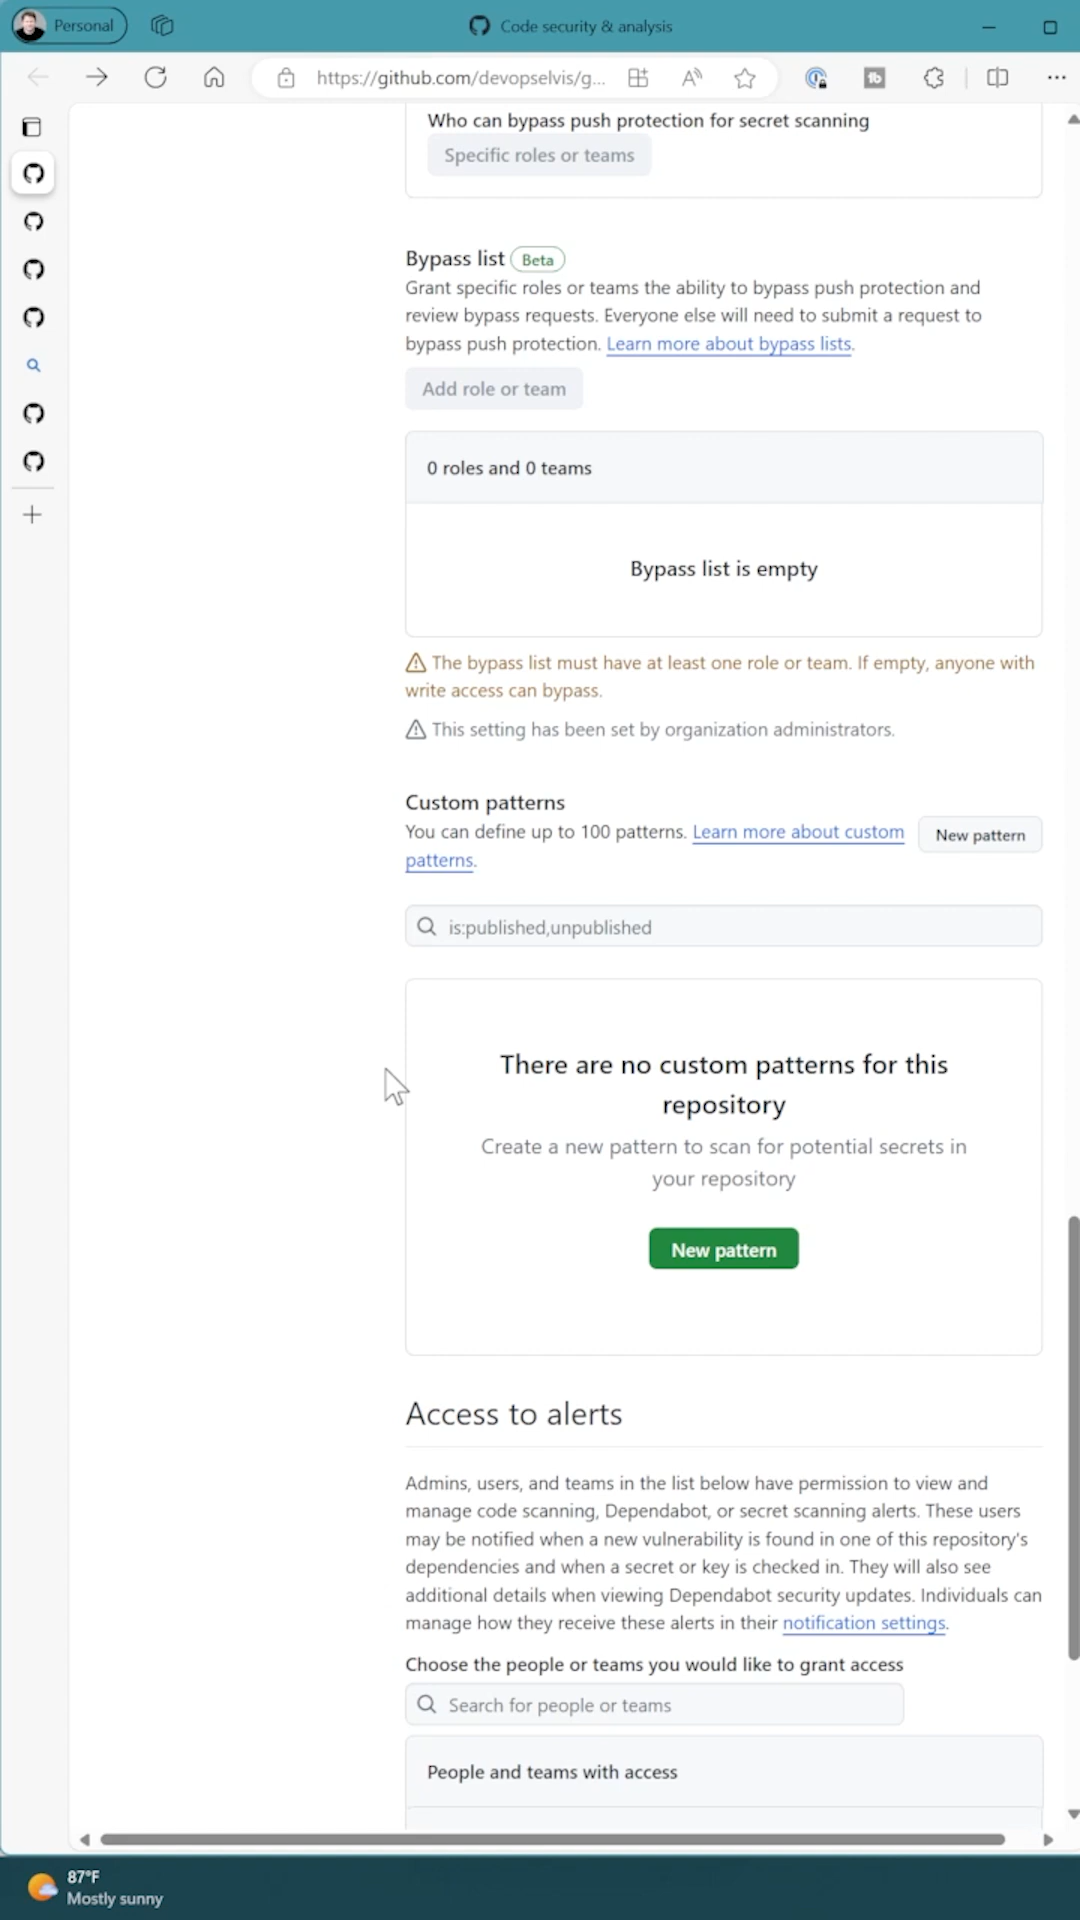 Personal
Code security & analysis
https://github.com/devopselvis/g...
Who can bypass push protection for secret scanning
Specific roles or teams
Bypass list Beta
Grant specific roles or teams the ability to bypass push protection and
review bypass requests. Everyone else will need to submit a request to
bypass push protection. Learn more about bypass lists.
Add role or team
0 roles and 0 teams
Bypass list is empty
The bypass list must have at least one role or team. If empty, anyone with
write access can bypass.
This setting has been set by organization administrators.
Custom patterns
You can define up to 100 patterns. Learn more about custom
patterns.
New pattern
is:published,unpublished
There are no custom patterns for this
repository
Create a new pattern to scan for potential secrets in
your repository
New pattern
Access to alerts
Admins, users, and teams in the list below have permission to view and
manage code scanning, Dependabot, or secret scanning alerts. These users
may be notified when a new vulnerability is found in one of this repository's
dependencies and when a secret or key is checked in. They will also see
additional details when viewing Dependabot security updates. Individuals can
manage how they receive these alerts in their notification settings.
Choose the people or teams you would like to grant access
Search for people or teams
People and teams with access
87°F
Mostly sunny